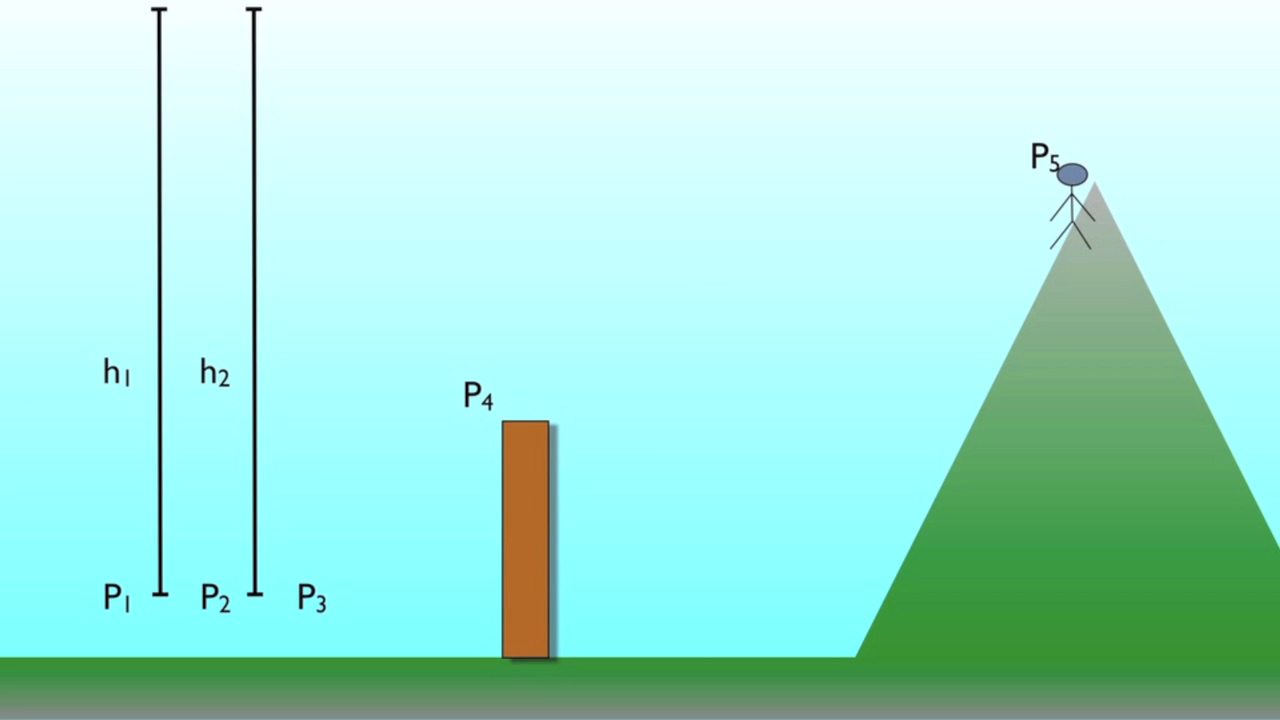 P₅
h₁ h₂
P₄
P₁ P₂ P₃